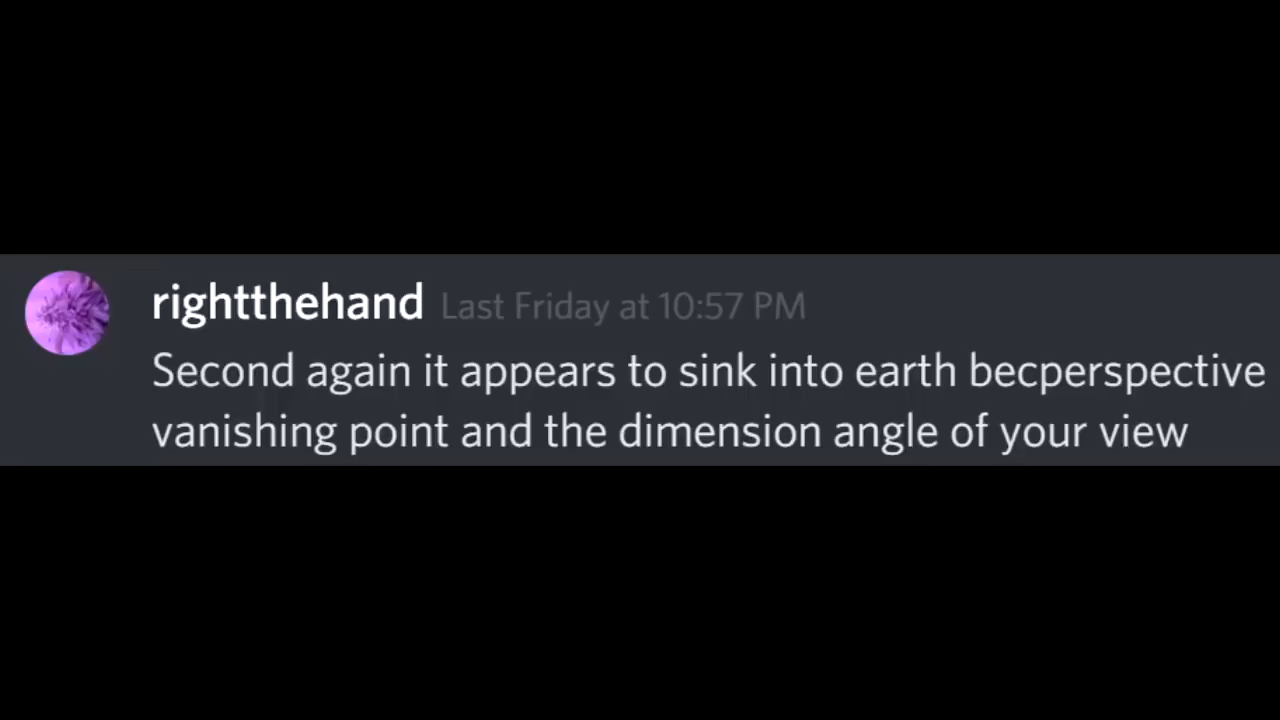 rightthehand Last Friday at 10:57 PM
Second again it appears to sink into earth becperspective
vanishing point and the dimension angle of your view